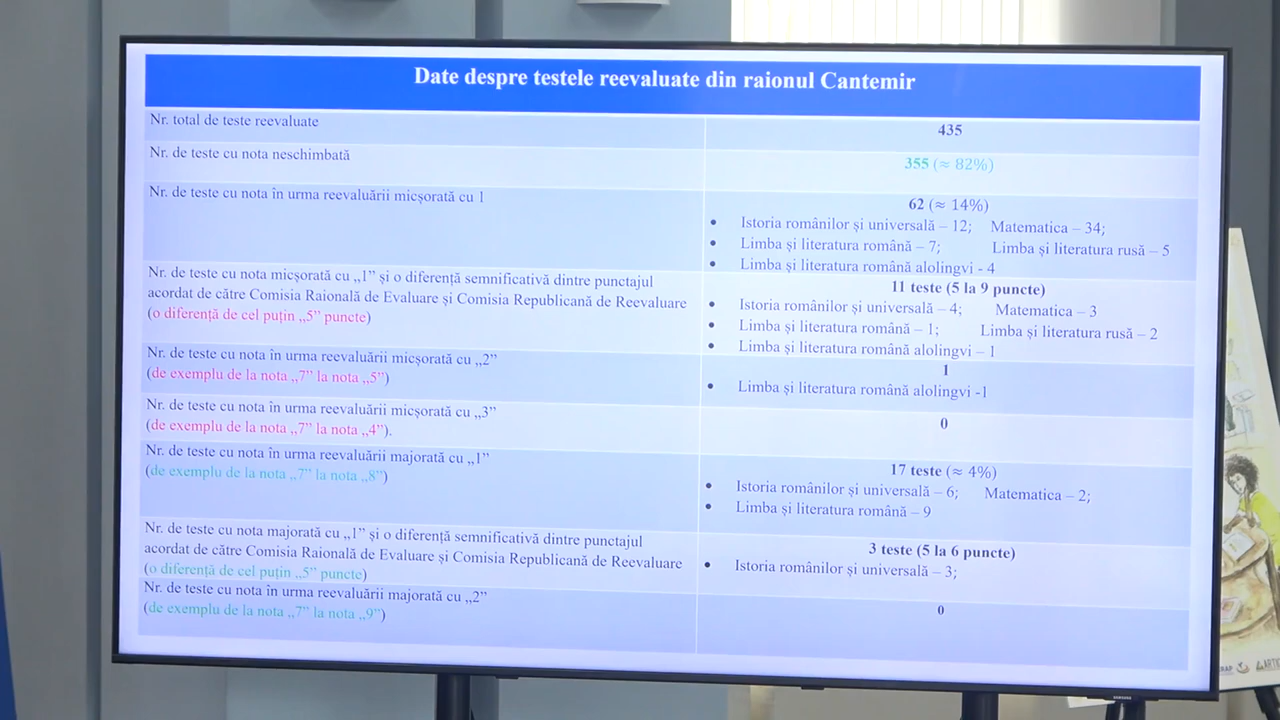 Date despre testele reevaluate din raionul Cantemir
Nr. total de teste reevaluate
435
Nr. de teste cu nota neschimbată
355 (≈ 82%)
Nr. de teste cu nota în urma reevaluării micșorată cu 1
62 (≈ 14%)
• Istoria românilor și universală – 12; Matematica – 34;
• Limba și literatura română – 7; Limba și literatura rusă – 5
• Limba și literatura română alolingvi - 4
Nr. de teste cu nota micșorată cu „1” și o diferență semnificativă dintre punctajul
acordat de către Comisia Raională de Evaluare și Comisia Republicană de Reevaluare
(o diferență de cel puțin „5” puncte)
11 teste (5 la 9 puncte)
• Istoria românilor și universală – 4; Matematica – 3
• Limba și literatura română – 1; Limba și literatura rusă – 2
• Limba și literatura română alolingvi – 1
Nr. de teste cu nota în urma reevaluării micșorată cu „2”
(de exemplu de la nota „7” la nota „5”)
1
• Limba și literatura română alolingvi -1
Nr. de teste cu nota în urma reevaluării micșorată cu „3”
(de exemplu de la nota „7” la nota „4”).
0
Nr. de teste cu nota în urma reevaluării majorată cu „1”
(de exemplu de la nota „7” la nota „8”)
17 teste (≈ 4%)
• Istoria românilor și universală – 6; Matematica – 2;
• Limba și literatura română – 9
Nr. de teste cu nota majorată cu „1” și o diferență semnificativă dintre punctajul
acordat de către Comisia Raională de Evaluare și Comisia Republicană de Reevaluare
(o diferență de cel puțin „5” puncte)
3 teste (5 la 6 puncte)
• Istoria românilor și universală – 3;
Nr. de teste cu nota în urma reevaluării majorată cu „2”
(de exemplu de la nota „7” la nota „9”)
0
SAMSUNG